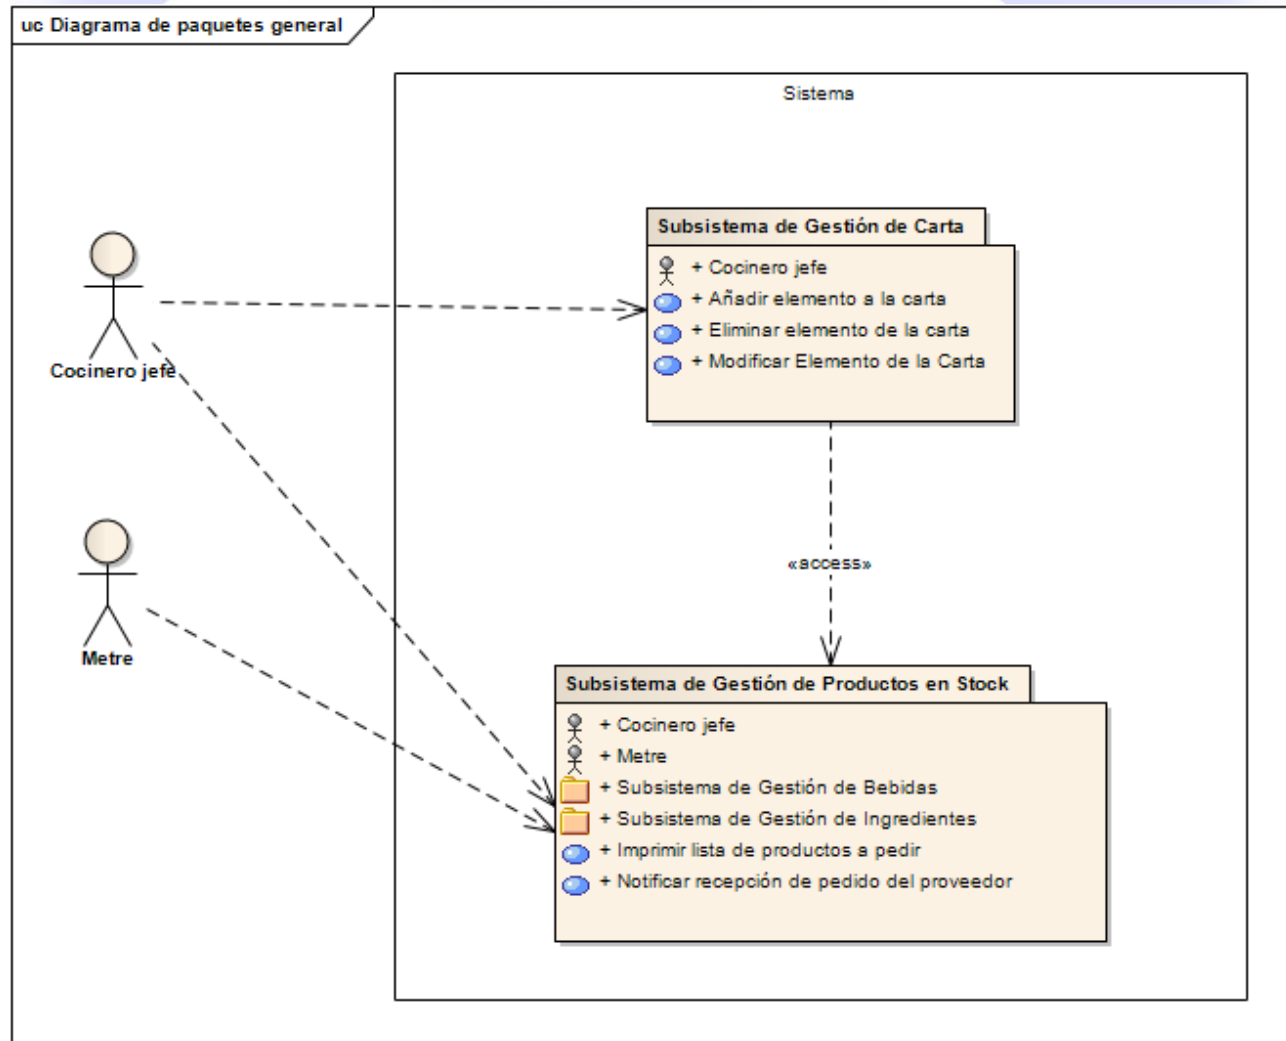 uc Diagrama de paquetes general
Sistema
Subsistema de Gestión de Carta
+ Cocinero jefe
+ Añadir elemento a la carta
+ Eliminar elemento de la carta
+ Modificar Elemento de la Carta
Cocinero jefe
«access»
Metre
Subsistema de Gestión de Productos en Stock
+ Cocinero jefe
+ Metre
+ Subsistema de Gestión de Bebidas
+ Subsistema de Gestión de Ingredientes
+ Imprimir lista de productos a pedir
+ Notificar recepción de pedido del proveedor